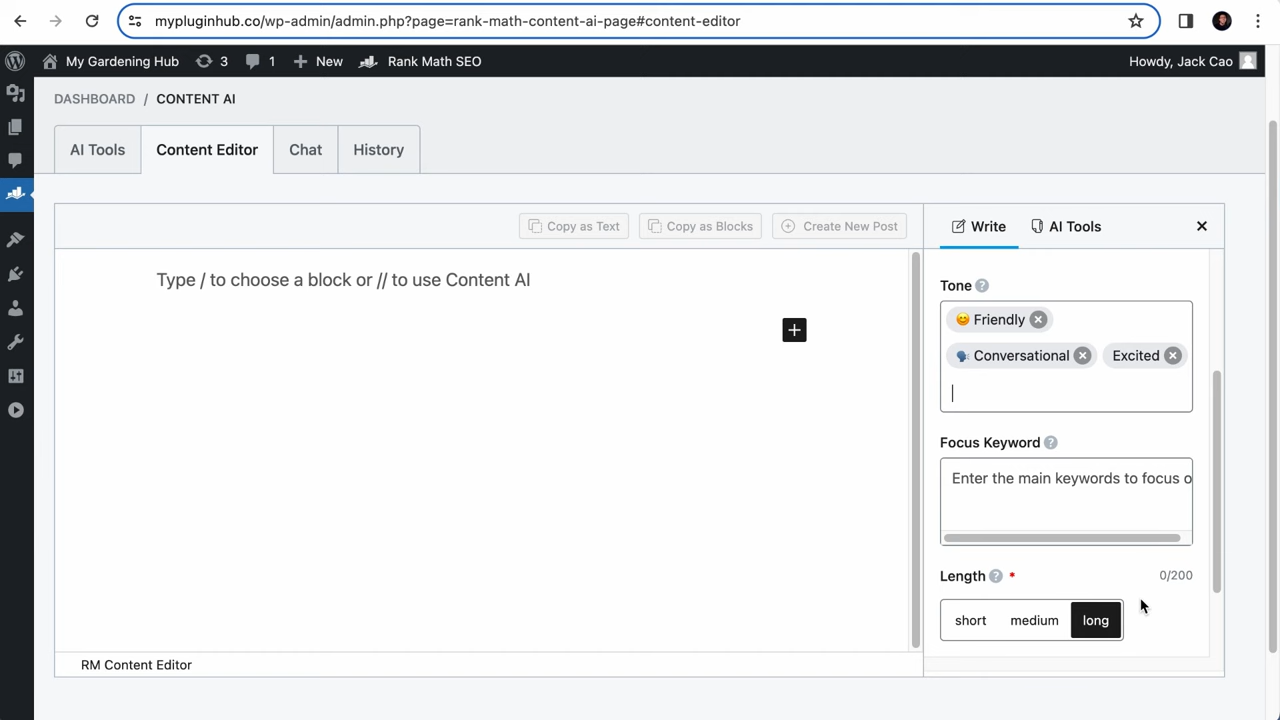 mypluginhub.co/wp-admin/admin.php?page=rank-math-content-ai-page#content-editor
My Gardening Hub 3 1 New Rank Math SEO Howdy, Jack Cao
DASHBOARD / CONTENT AI
AI Tools Content Editor Chat History
Copy as Text Copy as Blocks Create New Post Write AI Tools
Type / to choose a block or // to use Content AI
Tone
Friendly
Conversational Excited
Focus Keyword
Enter the main keywords to focus o
Length * 0/200
short medium long
RM Content Editor